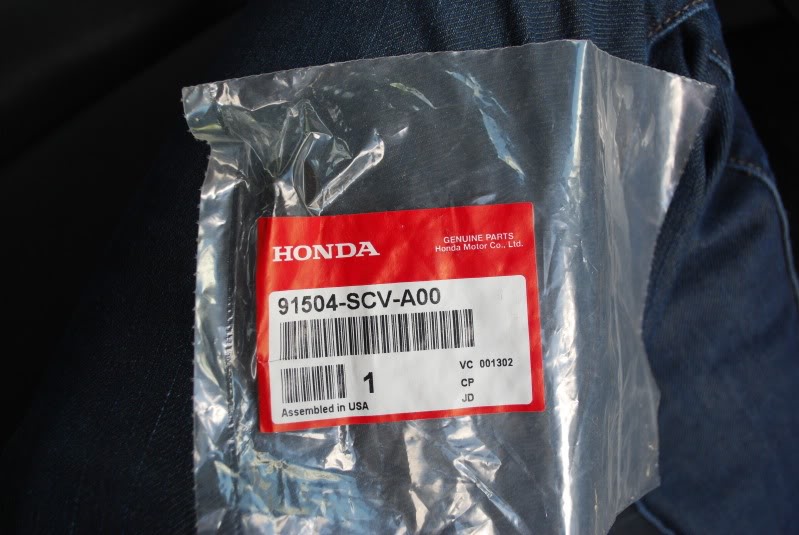 HONDA
GENUINE PARTS
Honda Motor Co., Ltd.
91504-SCV-A00
1
VC 001302
CP
JD
Assembled in USA